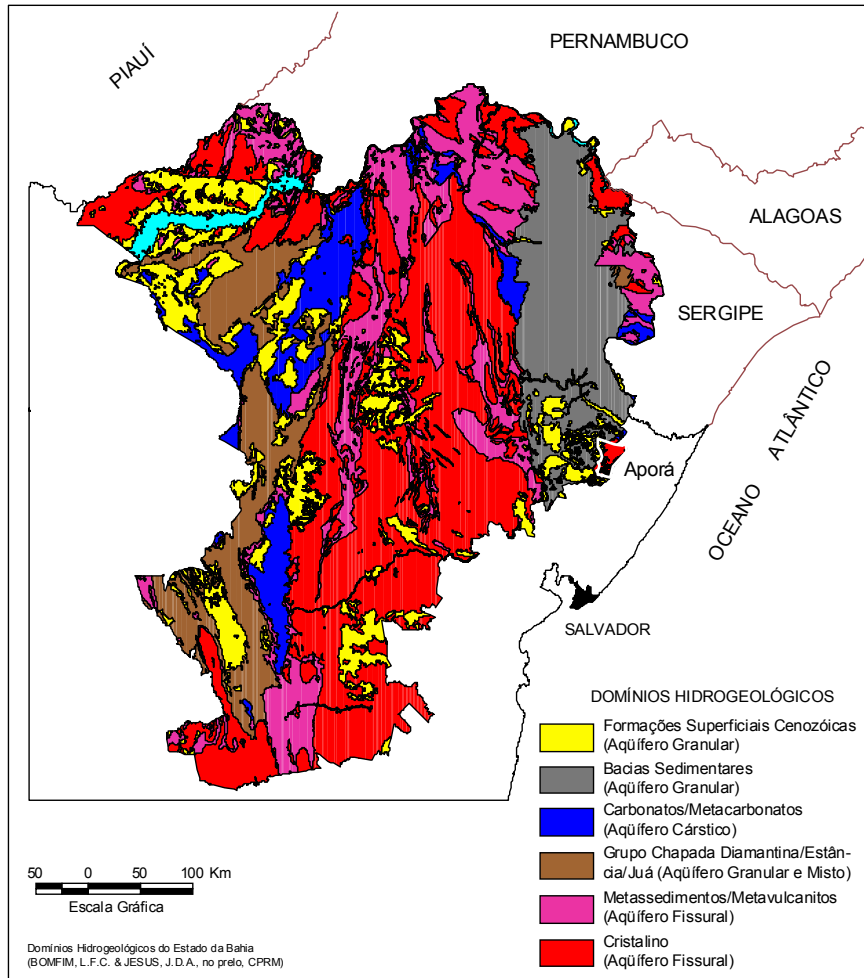 PERNAMBUCO
PIAUÍ
ALAGOAS
SERGIPE
OCEANO ATLÂNTICO
Aporá
SALVADOR
DOMÍNIOS HIDROGEOLÓGICOS
Formações Superficiais Cenozóicas
(Aqüífero Granular)
Bacias Sedimentares
(Aqüífero Granular)
Carbonatos/Metacarbonatos
(Aqüífero Cárstico)
Grupo Chapada Diamantina/Estân-
cia/Juá (Aqüífero Granular e Misto)
Metassedimentos/Metavulcanitos
(Aqüífero Fissural)
Cristalino
(Aqüífero Fissural)
50 0 50 100 Km
Escala Gráfica
Domínios Hidrogeológicos do Estado da Bahia
(BOMFIM, L.F.C. & JESUS, J.D.A., no prelo, CPRM)